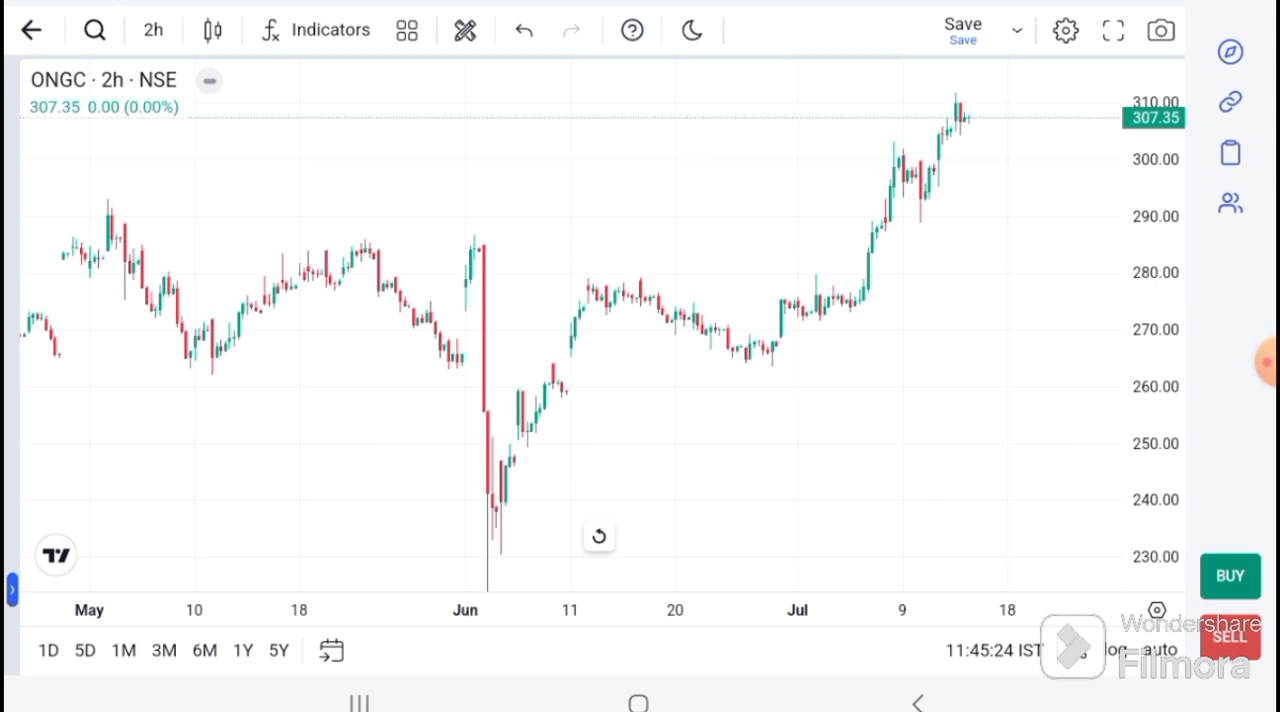 2h
Indicators
Save
Save
ONGC · 2h · NSE
307.35 0.00 (0.00%)
310.00
307.35
300.00
290.00
280.00
270.00
260.00
250.00
240.00
230.00
BUY
SELL
May 10 18 Jun 11 20 Jul 9 18
1D 5D 1M 3M 6M 1Y 5Y
11:45:24 IST
log auto
Wondershare
Filmora